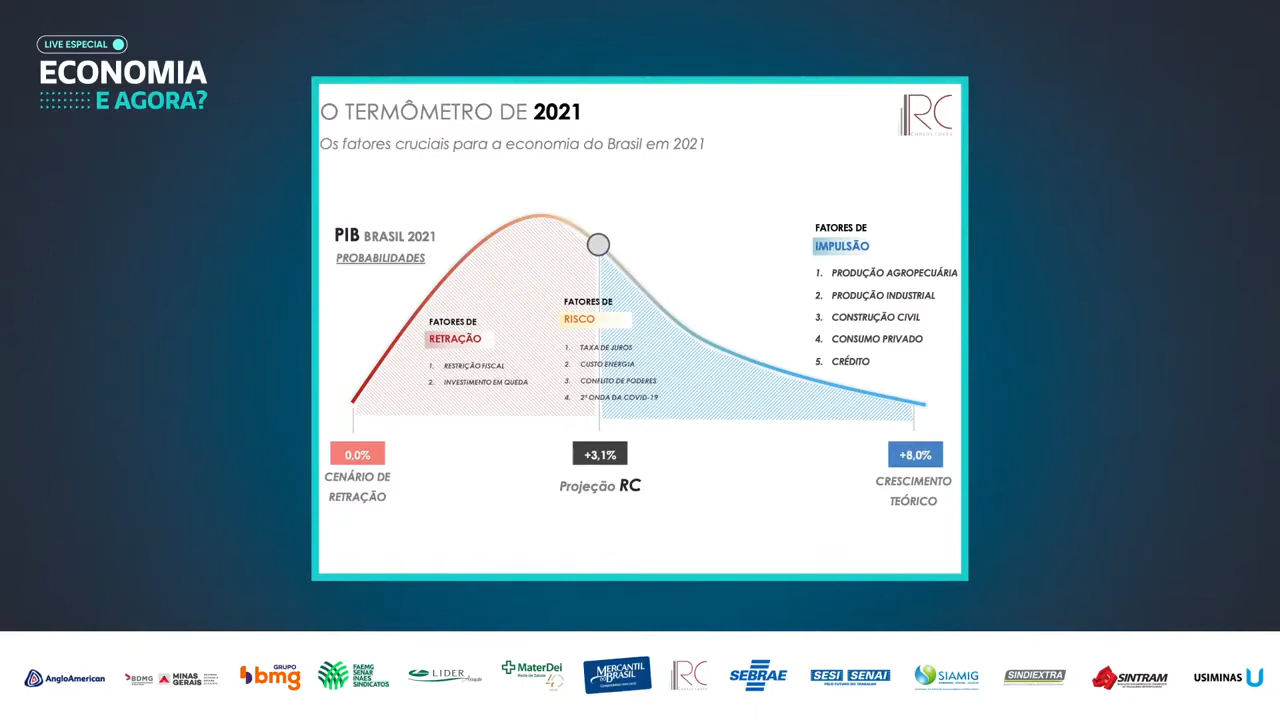 LIVE ESPECIAL
ECONOMIA
E AGORA?
O TERMÔMETRO DE 2021
Os fatores cruciais para a economia do Brasil em 2021
RC
PIB BRASIL 2021
PROBABILIDADES
FATORES DE
RETRAÇÃO
1. RESTRIÇÃO FISCAL
2. INVESTIMENTO EM QUEDA
FATORES DE
RISCO
1. TAXA DE JUROS
2. CUSTO ENERGIA
3. CONFLITO DE PODERES
4. 2ª ONDA DA COVID-19
FATORES DE
IMPULSÃO
1. PRODUÇÃO AGROPECUÁRIA
2. PRODUÇÃO INDUSTRIAL
3. CONSTRUÇÃO CIVIL
4. CONSUMO PRIVADO
5. CRÉDITO
0,0%
CENÁRIO DE
RETRAÇÃO
+3,1%
Projeção RC
+8,0%
CRESCIMENTO
TEÓRICO
AngloAmerican
BDMG
MINAS
GERAIS
GRUPO
bmg
FAEMG
SENAR
INAES
SINDICATOS
LIDER
MaterDei
Rede de Saúde
40
MERCANTIL
DO BRASIL
RC
SEBRAE
SESI SENAI
SIAMIG
SINDIEXTRA
SINTRAM
USIMINAS